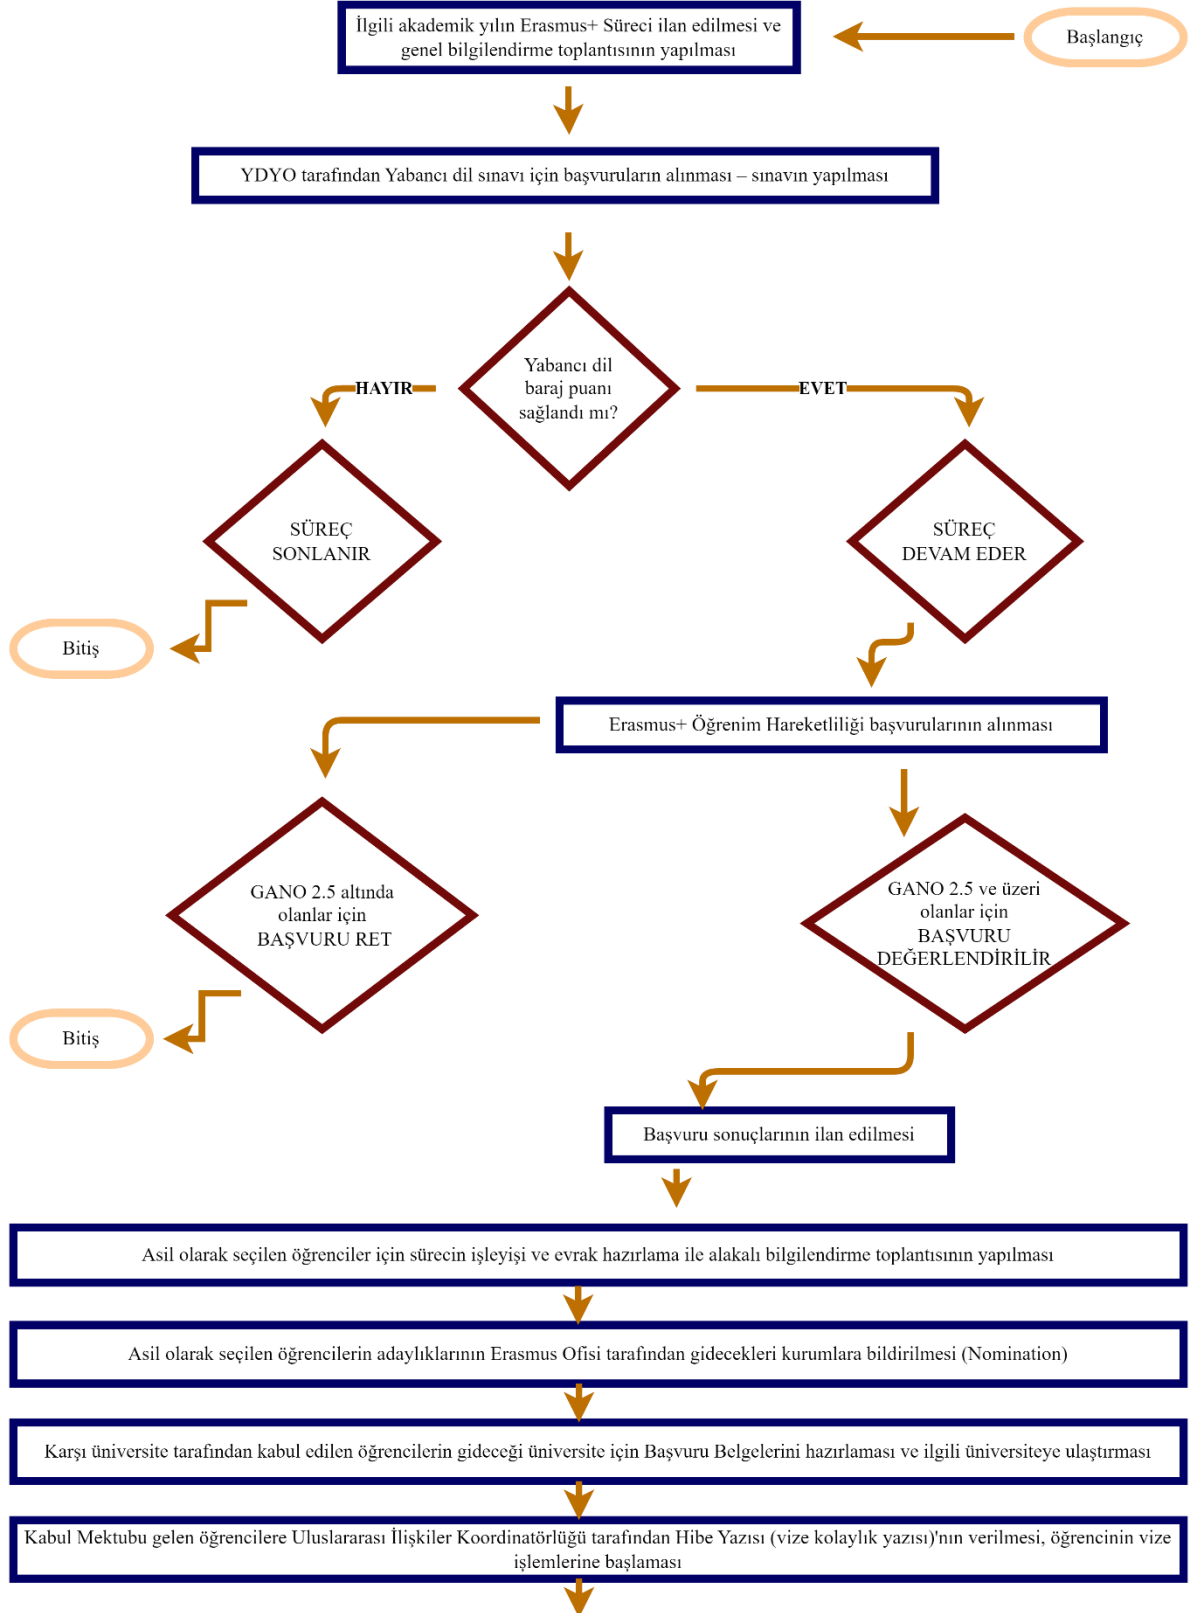 İlgili akademik yılın Erasmus+ Süreci ilan edilmesi ve
genel bilgilendirme toplantısının yapılması
Başlangıç
YDYO tarafından Yabancı dil sınavı için başvuruların alınması – sınavın yapılması
Yabancı dil
baraj puanı
sağlandı mı?
HAYIR
EVET
SÜREÇ
SONLANIR
SÜREÇ
DEVAM EDER
Bitiş
Erasmus+ Öğrenim Hareketliliği başvurularının alınması
GANO 2.5 altında
olanlar için
BAŞVURU RET
GANO 2.5 ve üzeri
olanlar için
BAŞVURU
DEĞERLENDİRİLİR
Bitiş
Başvuru sonuçlarının ilan edilmesi
Asil olarak seçilen öğrenciler için sürecin işleyişi ve evrak hazırlama ile alakalı bilgilendirme toplantısının yapılması
Asil olarak seçilen öğrencilerin adaylıklarının Erasmus Ofisi tarafından gidecekleri kurumlara bildirilmesi (Nomination)
Karşı üniversite tarafından kabul edilen öğrencilerin gideceği üniversite için Başvuru Belgelerini hazırlaması ve ilgili üniversiteye ulaştırması
Kabul Mektubu gelen öğrencilere Uluslararası İlişkiler Koordinatörlüğü tarafından Hibe Yazısı (vize kolaylık yazısı)'nın verilmesi, öğrencinin vize
işlemlerine başlaması